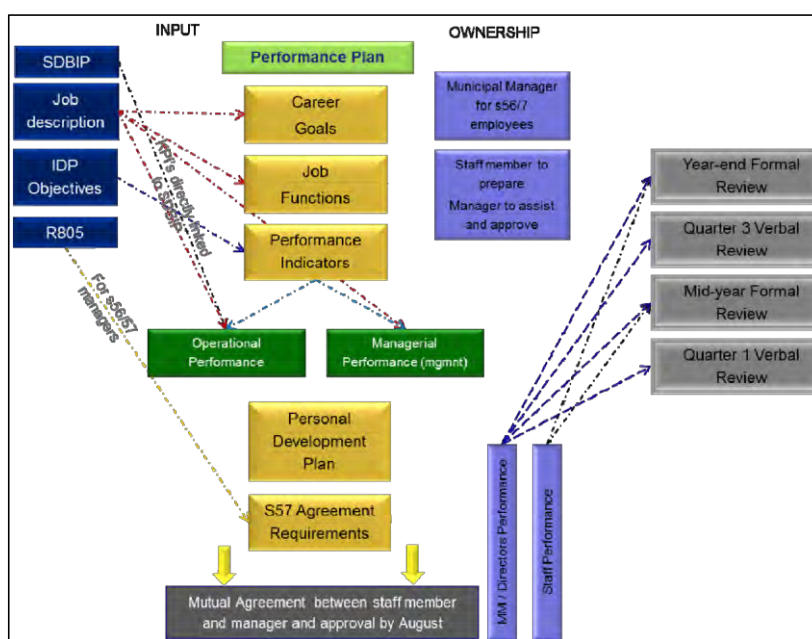 INPUT
OWNERSHIP
Performance Plan
SDBIP
Job
description
IDP
Objectives
R805
KPI's directly linked
to SDBIP
For s56/57
managers
Career
Goals
Job
Functions
Performance
Indicators
Operational
Performance
Managerial
Performance (mgmnt)
Personal
Development
Plan
S57 Agreement
Requirements
Mutual Agreement between staff member
and manager and approval by August
Municipal Manager
for s56/7
employees
Staff member to
prepare
Manager to assist
and approve
MM / Directors Performance
Staff Performance
Year-end Formal
Review
Quarter 3 Verbal
Review
Mid-year Formal
Review
Quarter 1 Verbal
Review